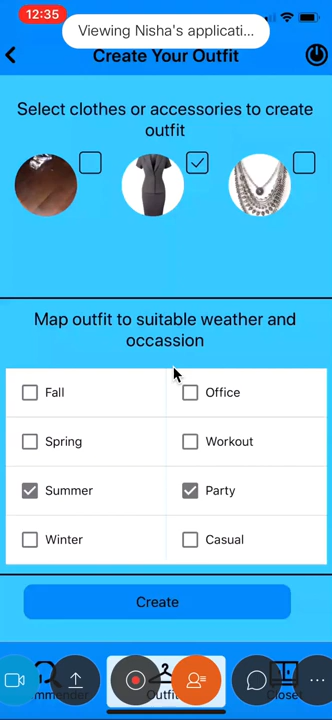 12:35
Viewing Nisha's applicati...
Create Your Outfit
Select clothes or accessories to create
outfit
Map outfit to suitable weather and
occassion
Fall
Office
Spring
Workout
Summer
Party
Winter
Casual
Create
Closet